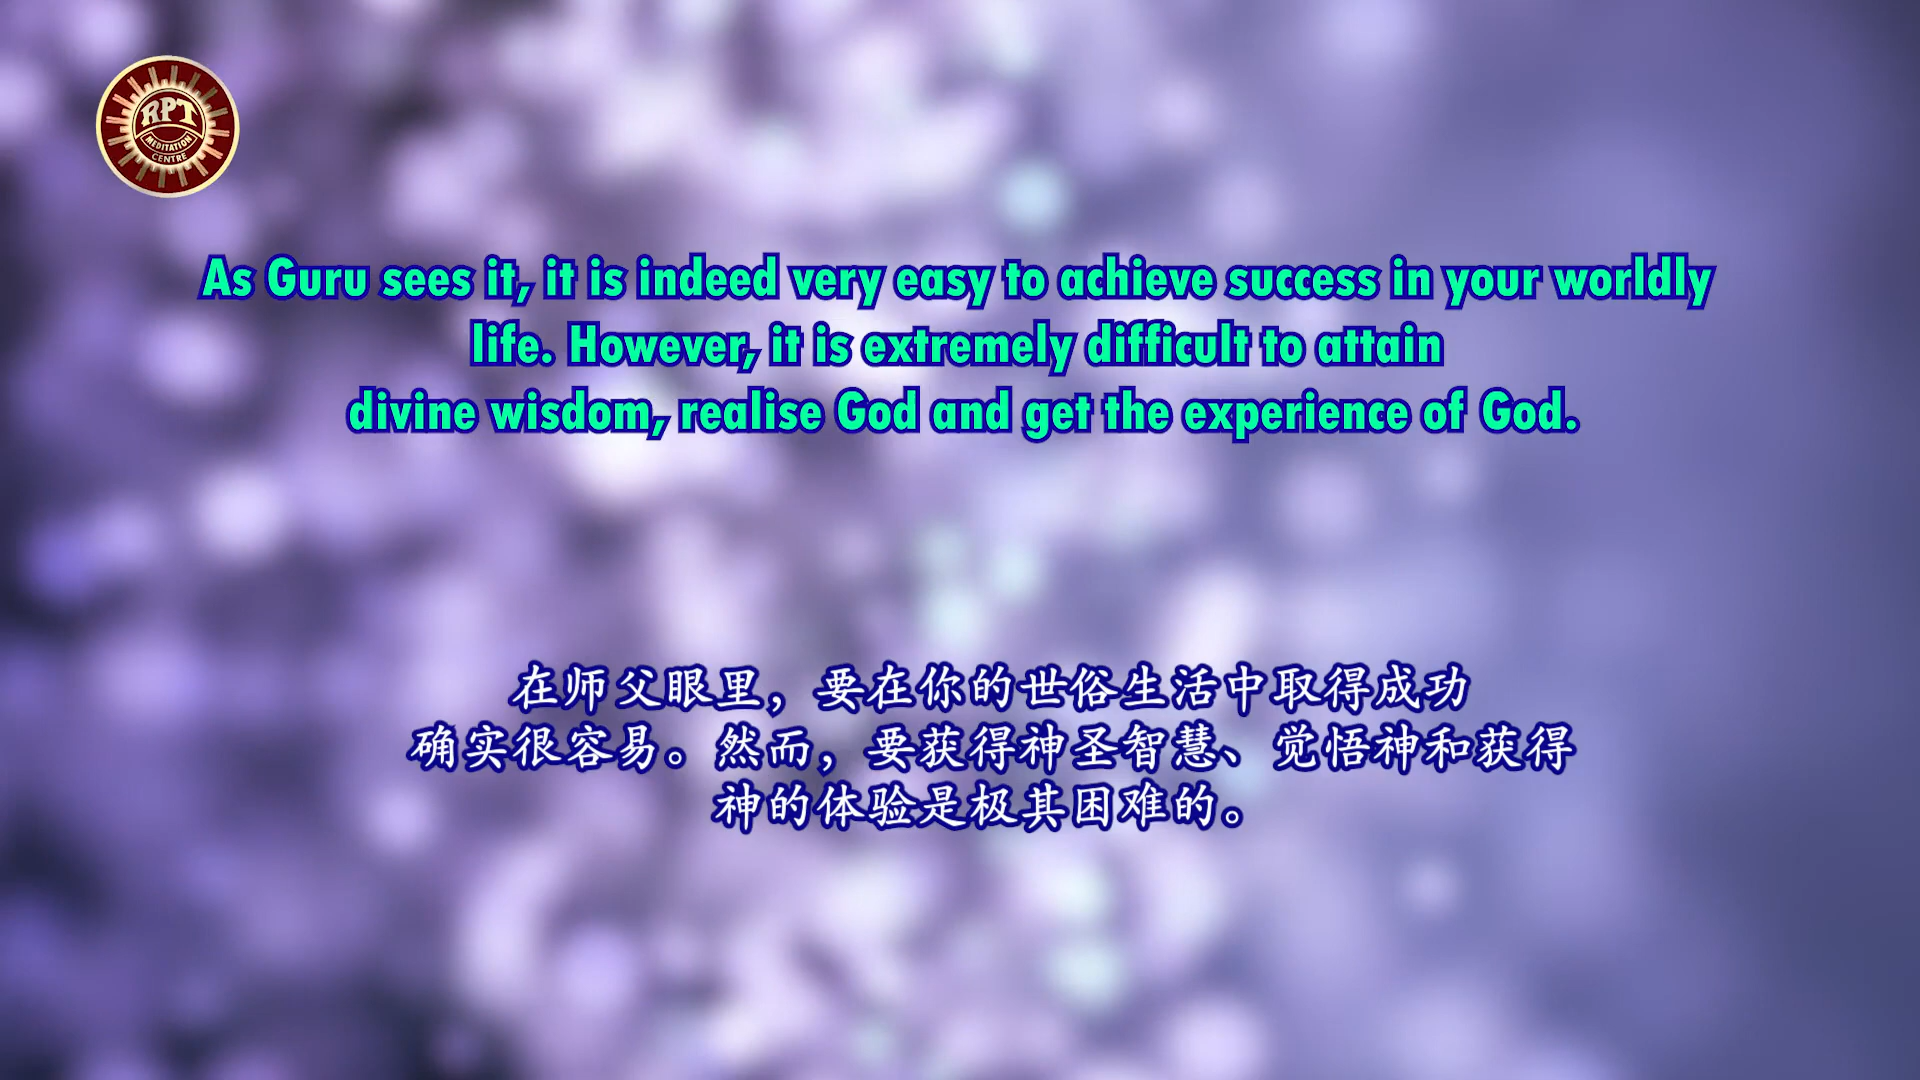 RPT
MEDITATION
CENTRE
As Guru sees it, it is indeed very easy to achieve success in your worldly
life. However, it is extremely difficult to attain
divine wisdom, realise God and get the experience of God.
在师父眼里，要在你的世俗生活中取得成功
确实很容易。然而，要获得神圣智慧、觉悟神和获得
神的体验是极其困难的。